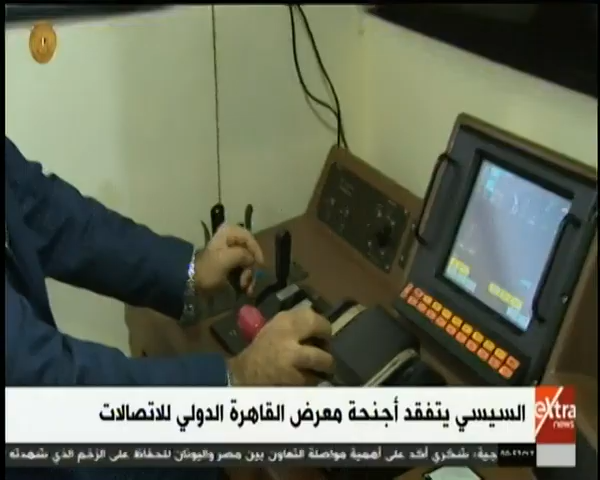 السيسي يتفقد أجنحة معرض القاهرة الدولي للاتصالات
eXtra
news
جية: شكري أكد على أهمية مواصلة التعاون بين مصر واليونان للحفاظ على الزخم الذي شهدته